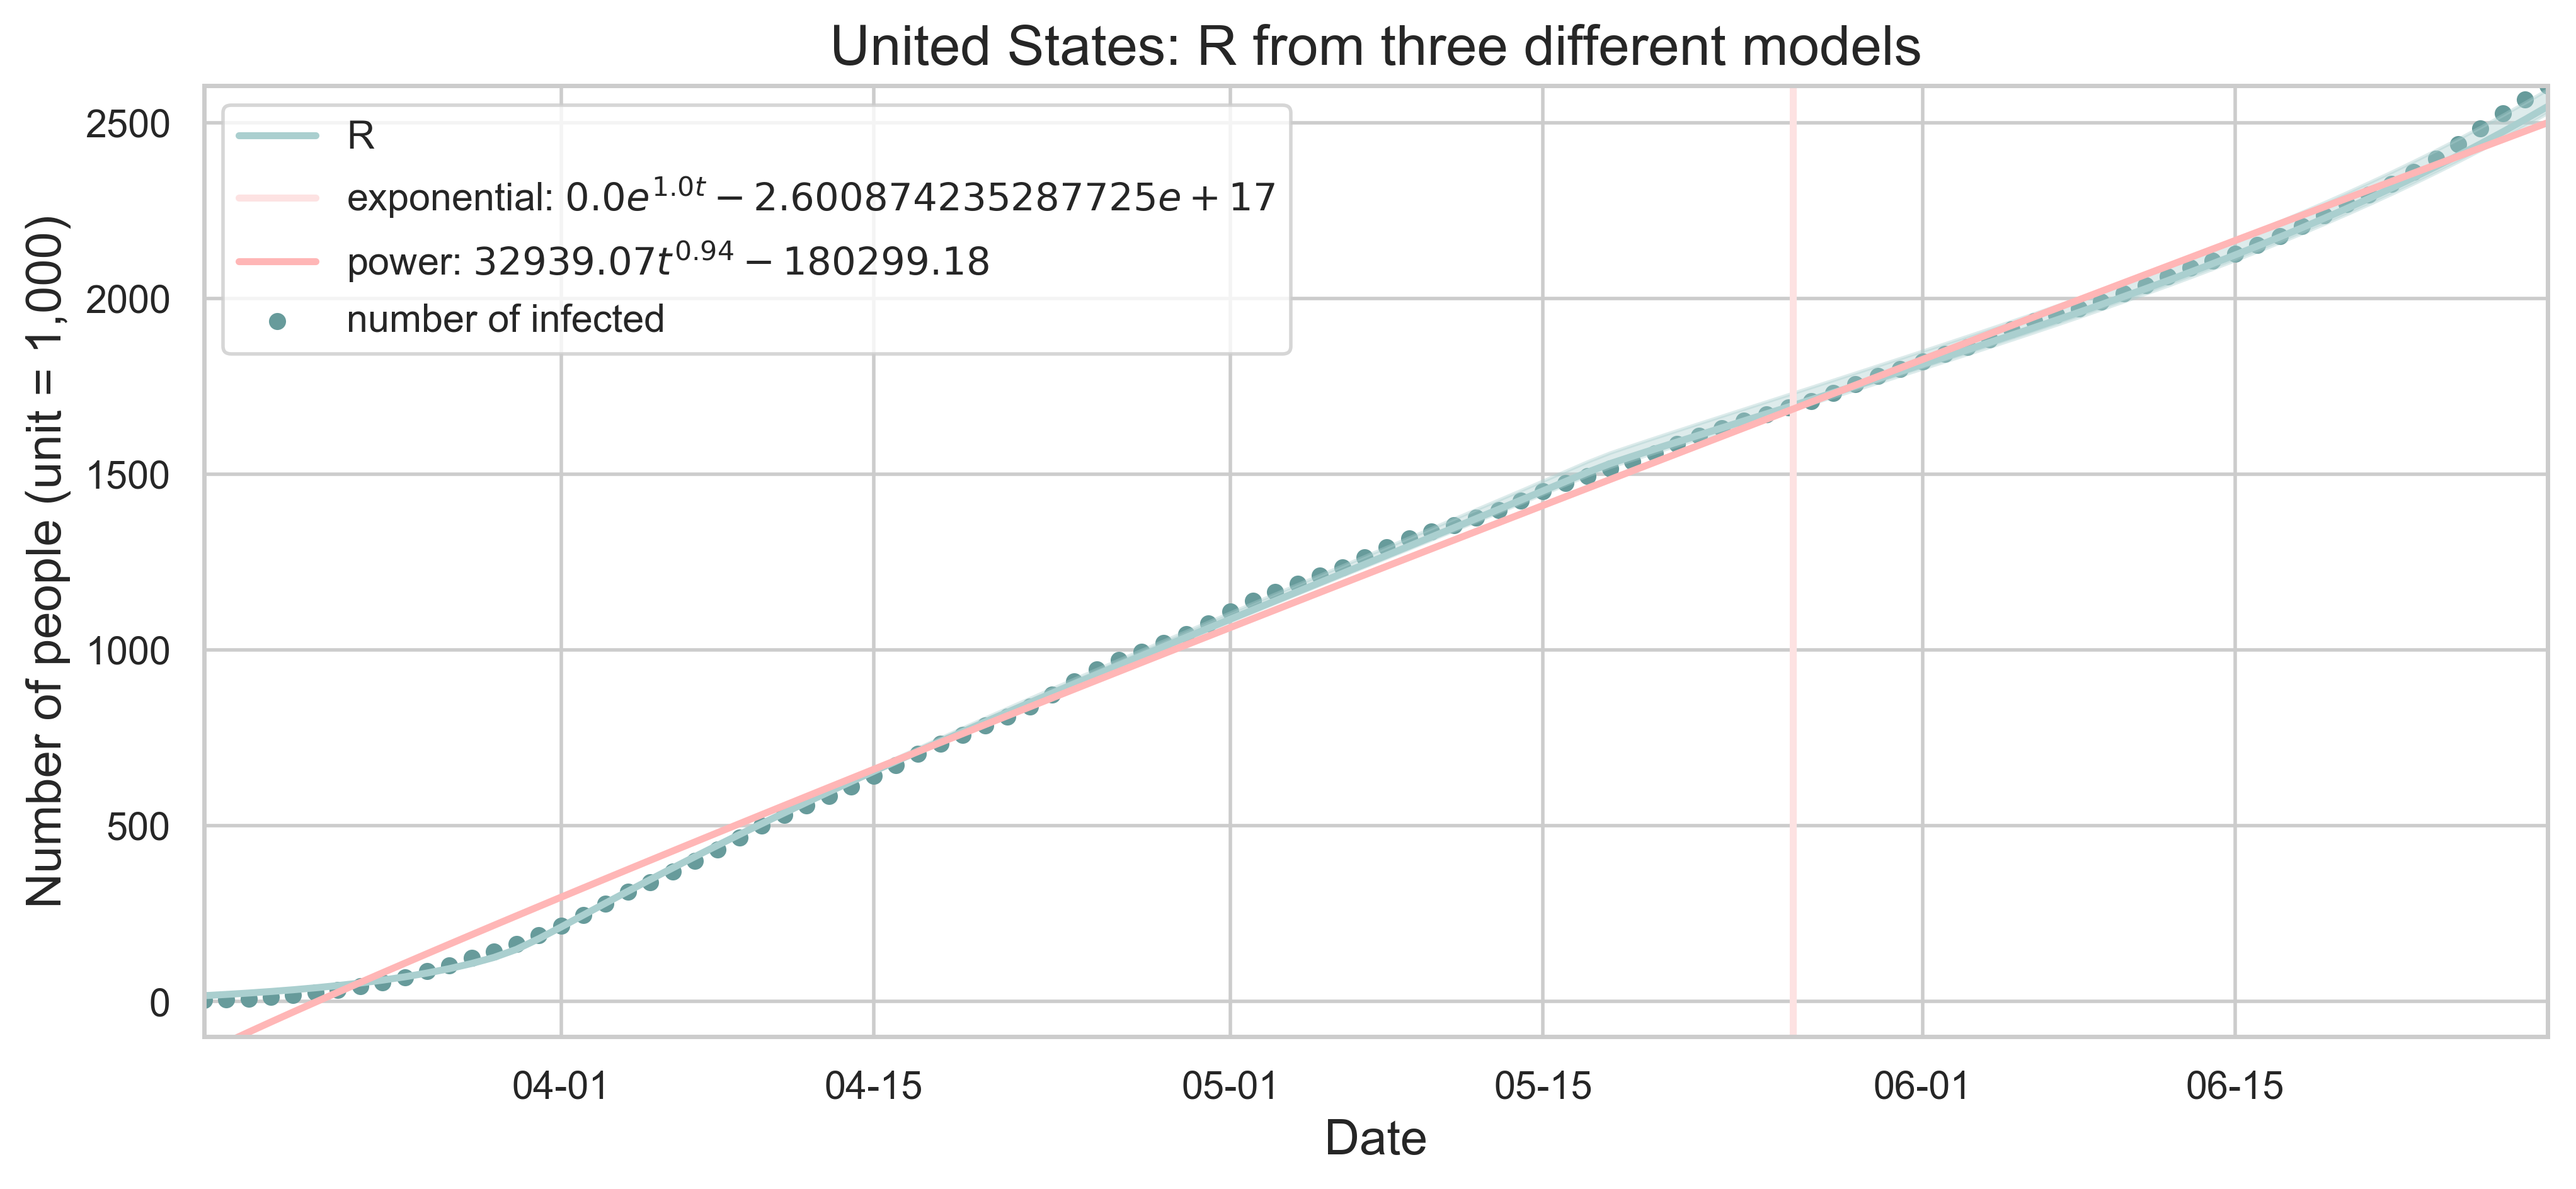 United States: R from three different models
Number of people (unit = 1,000)
2500
2000
1500
1000
500
0
R
exponential: 0.0e^{1.0t} − 2.600874235287725e + 17
power: 32939.07t^{0.94} − 180299.18
number of infected
04-01 04-15 05-01 05-15 06-01 06-15
Date